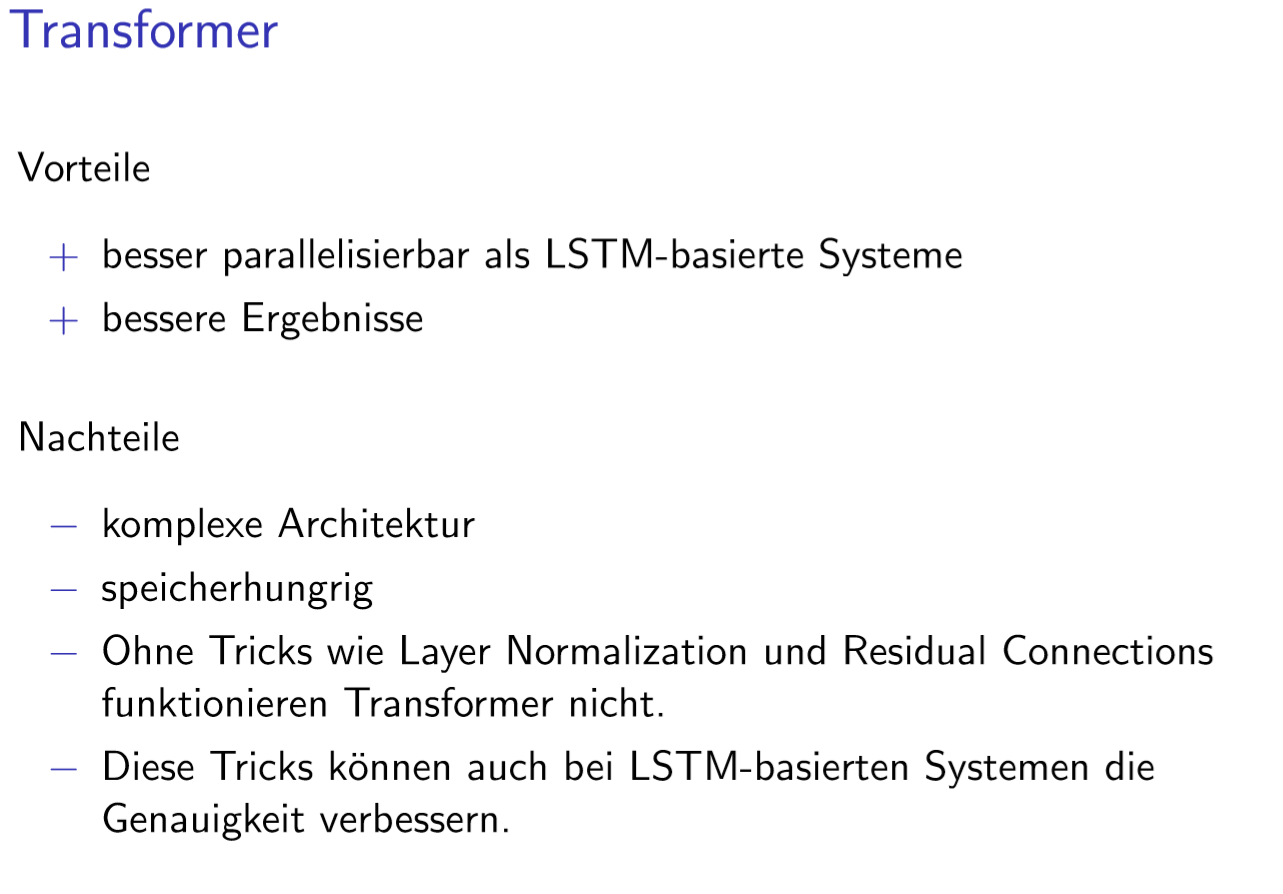 Transformer
Vorteile
+ besser parallelisierbar als LSTM-basierte Systeme
+ bessere Ergebnisse
Nachteile
− komplexe Architektur
− speicherhungrig
− Ohne Tricks wie Layer Normalization und Residual Connections
funktionieren Transformer nicht.
− Diese Tricks können auch bei LSTM-basierten Systemen die
Genauigkeit verbessern.